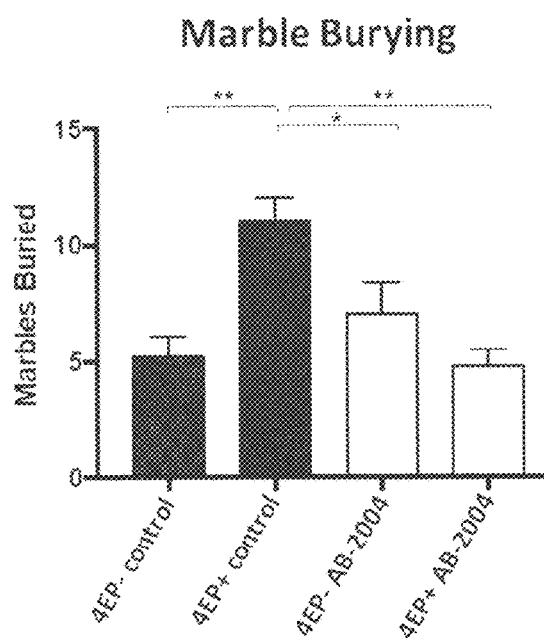 Marble Burying
** **
*
15
10
5
0
Marbles Buried
4EP- control
4EP+ control
4EP- AB-2004
4EP+ AB-2004